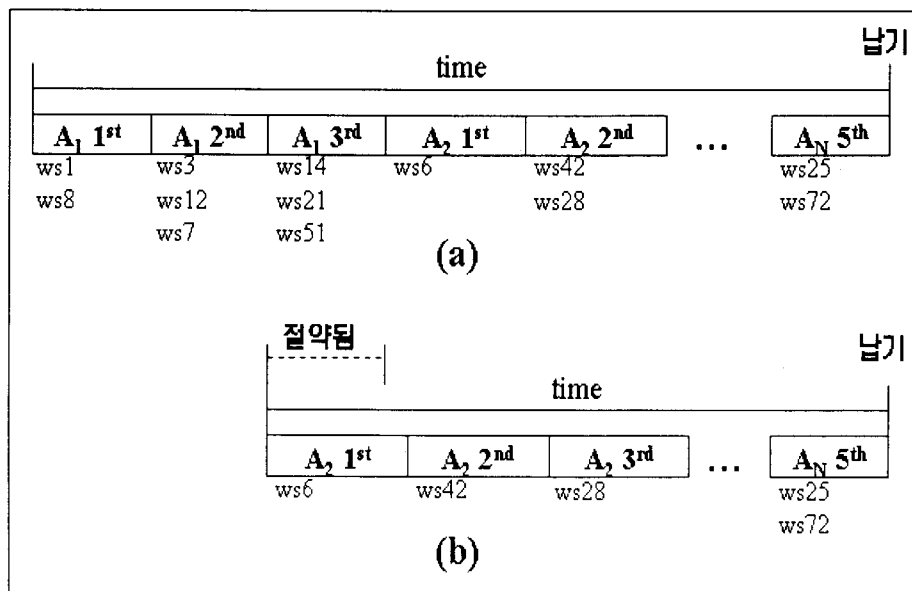 납기
time
A₁ 1st A₁ 2nd A₁ 3rd A₂ 1st A₂ 2nd ... A_N 5th
ws1 ws3 ws14 ws6 ws42 ws25
ws8 ws12 ws21 ws28 ws72
ws7 ws51
(a)
절약됨 납기
time
A₂ 1st A₂ 2nd A₂ 3rd ... A_N 5th
ws6 ws42 ws28 ws25
ws72
(b)